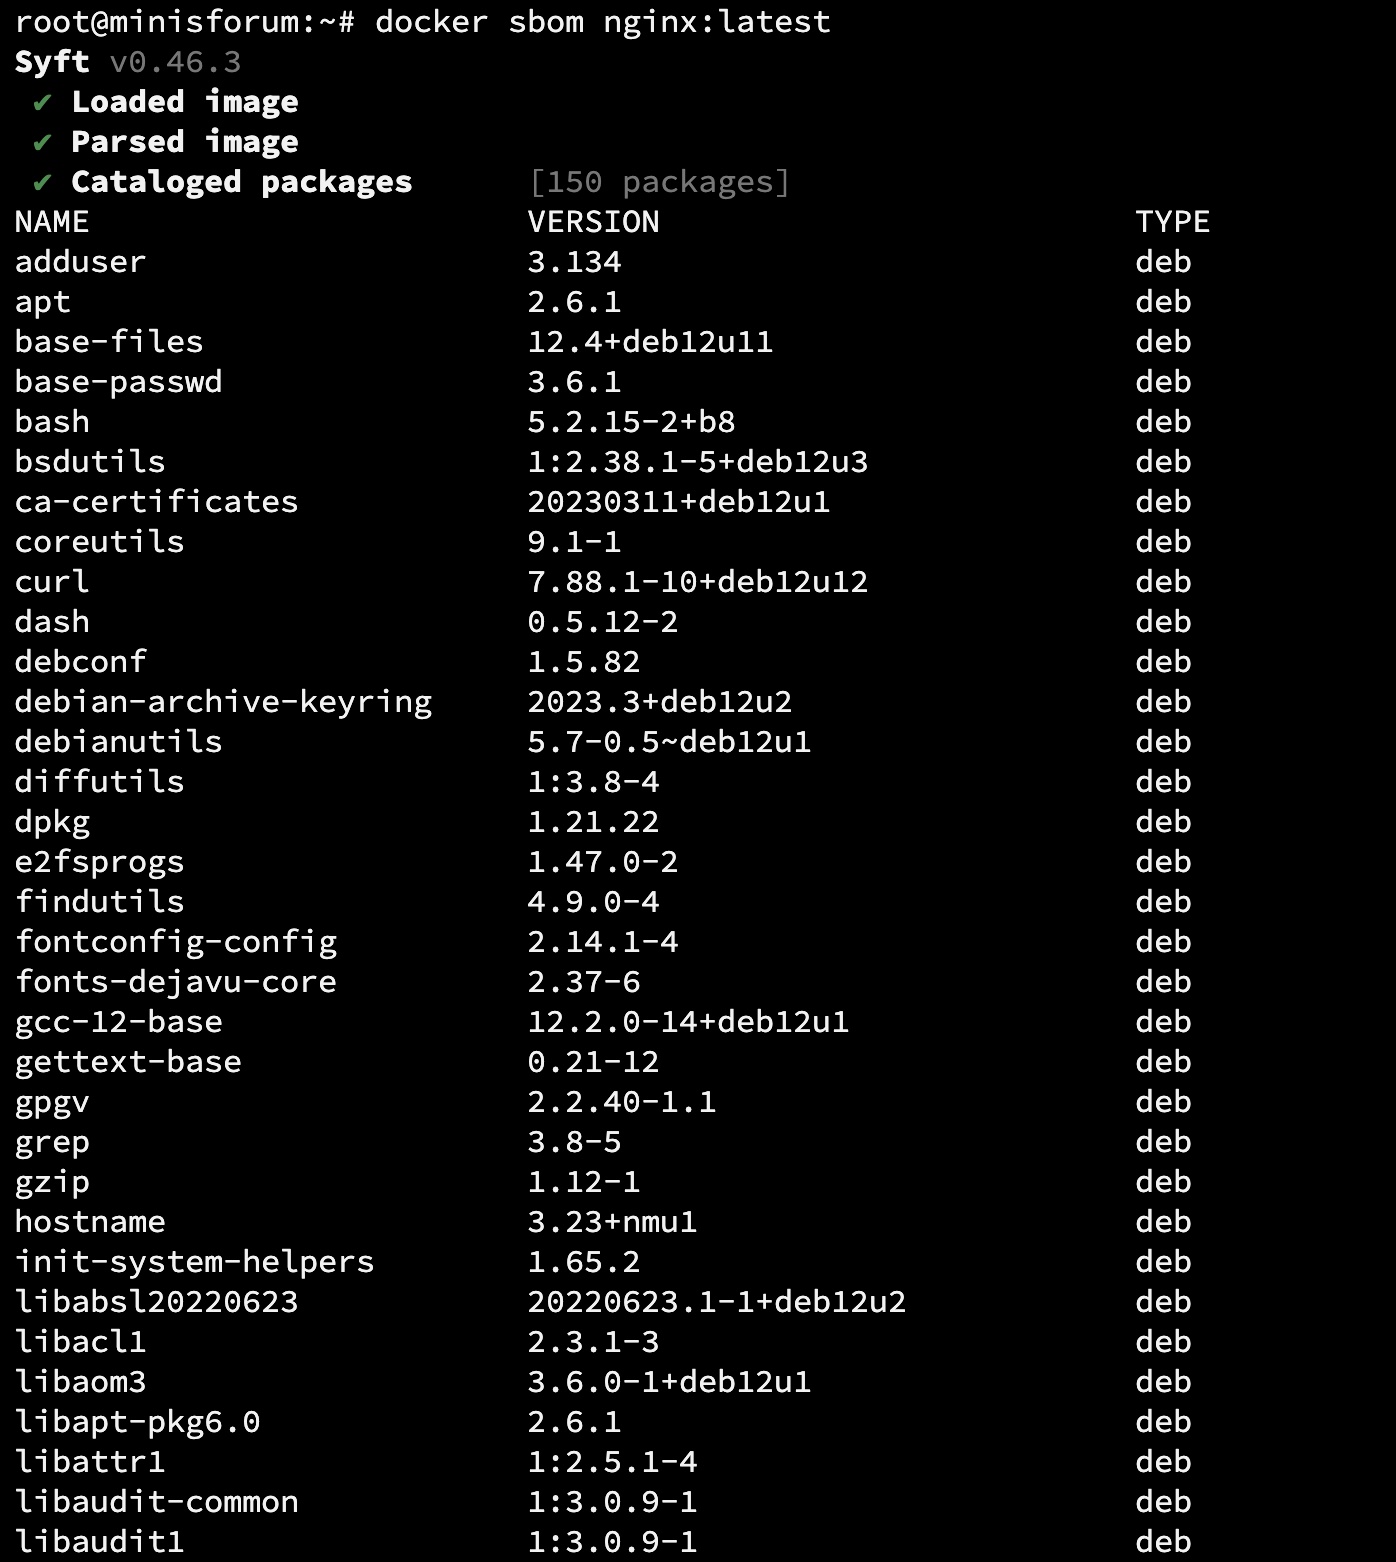 root@minisforum:~# docker sbom nginx:latest
Syft v0.46.3
✔ Loaded image
✔ Parsed image
✔ Cataloged packages [150 packages]
NAME VERSION TYPE
adduser 3.134 deb
apt 2.6.1 deb
base-files 12.4+deb12u11 deb
base-passwd 3.6.1 deb
bash 5.2.15-2+b8 deb
bsdutils 1:2.38.1-5+deb12u3 deb
ca-certificates 20230311+deb12u1 deb
coreutils 9.1-1 deb
curl 7.88.1-10+deb12u12 deb
dash 0.5.12-2 deb
debconf 1.5.82 deb
debian-archive-keyring 2023.3+deb12u2 deb
debianutils 5.7-0.5~deb12u1 deb
diffutils 1:3.8-4 deb
dpkg 1.21.22 deb
e2fsprogs 1.47.0-2 deb
findutils 4.9.0-4 deb
fontconfig-config 2.14.1-4 deb
fonts-dejavu-core 2.37-6 deb
gcc-12-base 12.2.0-14+deb12u1 deb
gettext-base 0.21-12 deb
gpgv 2.2.40-1.1 deb
grep 3.8-5 deb
gzip 1.12-1 deb
hostname 3.23+nmu1 deb
init-system-helpers 1.65.2 deb
libabsl20220623 20220623.1-1+deb12u2 deb
libacl1 2.3.1-3 deb
libaom3 3.6.0-1+deb12u1 deb
libapt-pkg6.0 2.6.1 deb
libattr1 1:2.5.1-4 deb
libaudit-common 1:3.0.9-1 deb
libaudit1 1:3.0.9-1 deb